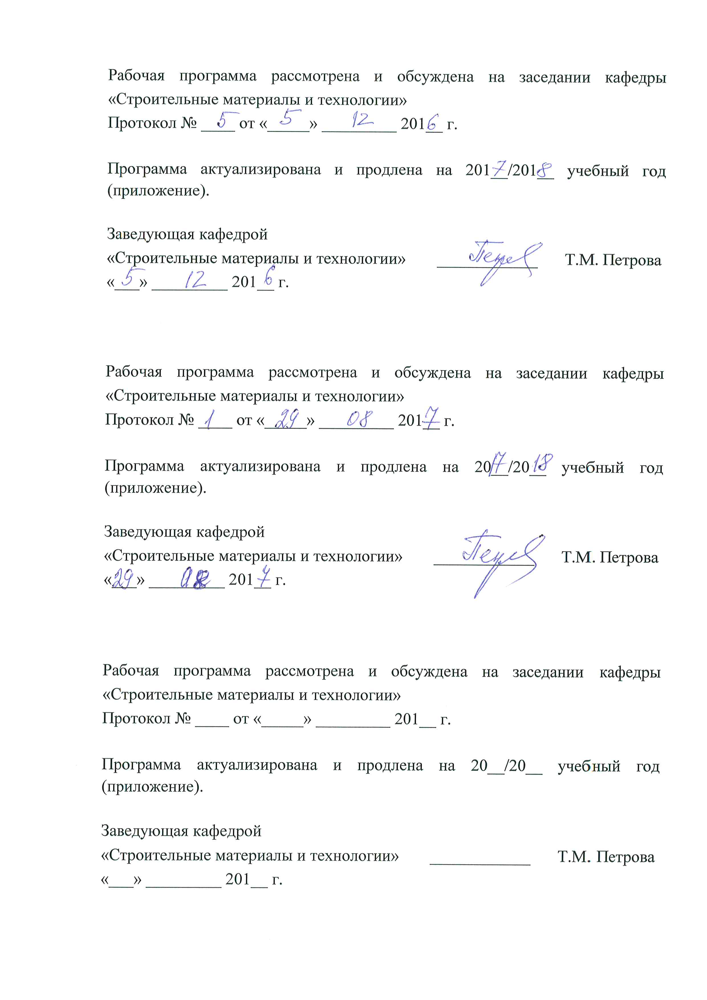 Рабочая программа рассмотрена и обсуждена на заседании кафедры
«Строительные материалы и технологии»
Протокол № 5 от «5» 12 2016 г.
Программа актуализирована и продлена на 2017/2018 учебный год
(приложение).
Заведующая кафедрой
«Строительные материалы и технологии» Т.М. Петрова
«5» 12 2016 г.
Рабочая программа рассмотрена и обсуждена на заседании кафедры
«Строительные материалы и технологии»
Протокол № 1 от «29» 08 2017 г.
Программа актуализирована и продлена на 2017/2018 учебный год
(приложение).
Заведующая кафедрой
«Строительные материалы и технологии» Т.М. Петрова
«29» 2017 г.
Рабочая программа рассмотрена и обсуждена на заседании кафедры
«Строительные материалы и технологии»
Протокол № ____ от «_____» _________ 201__ г.
Программа актуализирована и продлена на 20__/20__ учебный год
(приложение).
Заведующая кафедрой
«Строительные материалы и технологии» ____________ Т.М. Петрова
«___» _________ 201__ г.